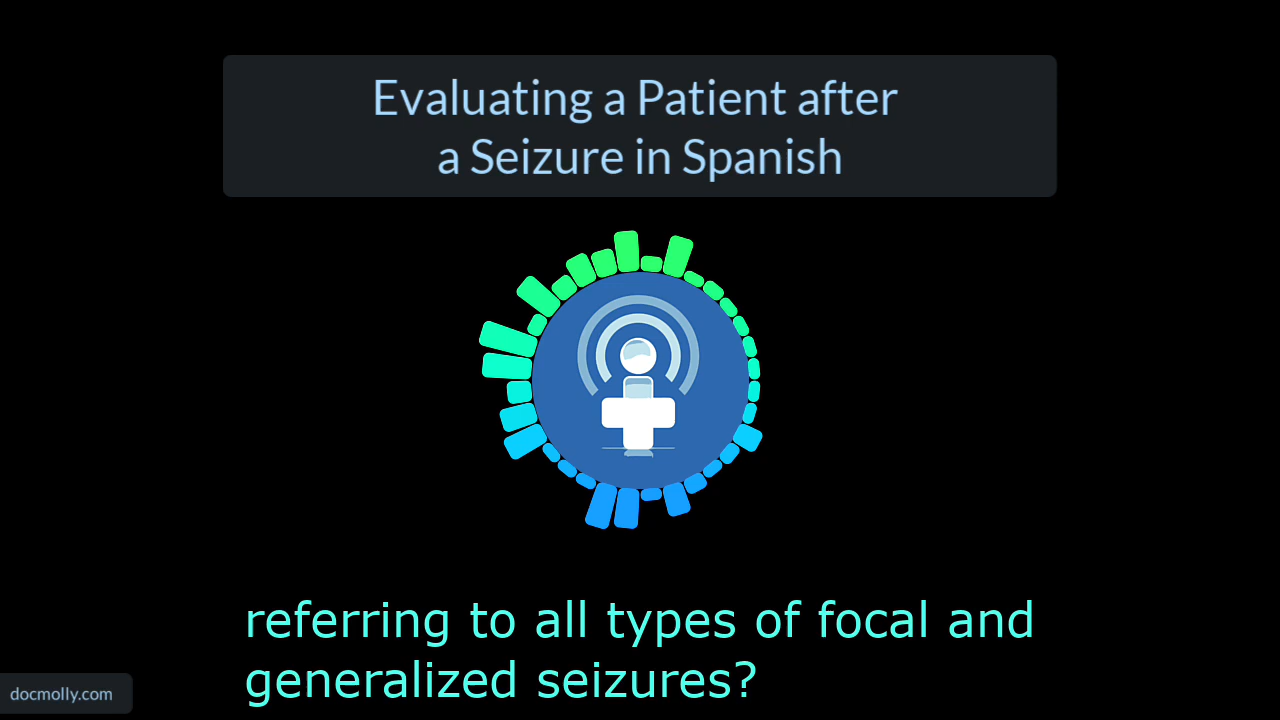 Evaluating a Patient after
a Seizure in Spanish
referring to all types of focal and
generalized seizures?
docmolly.com